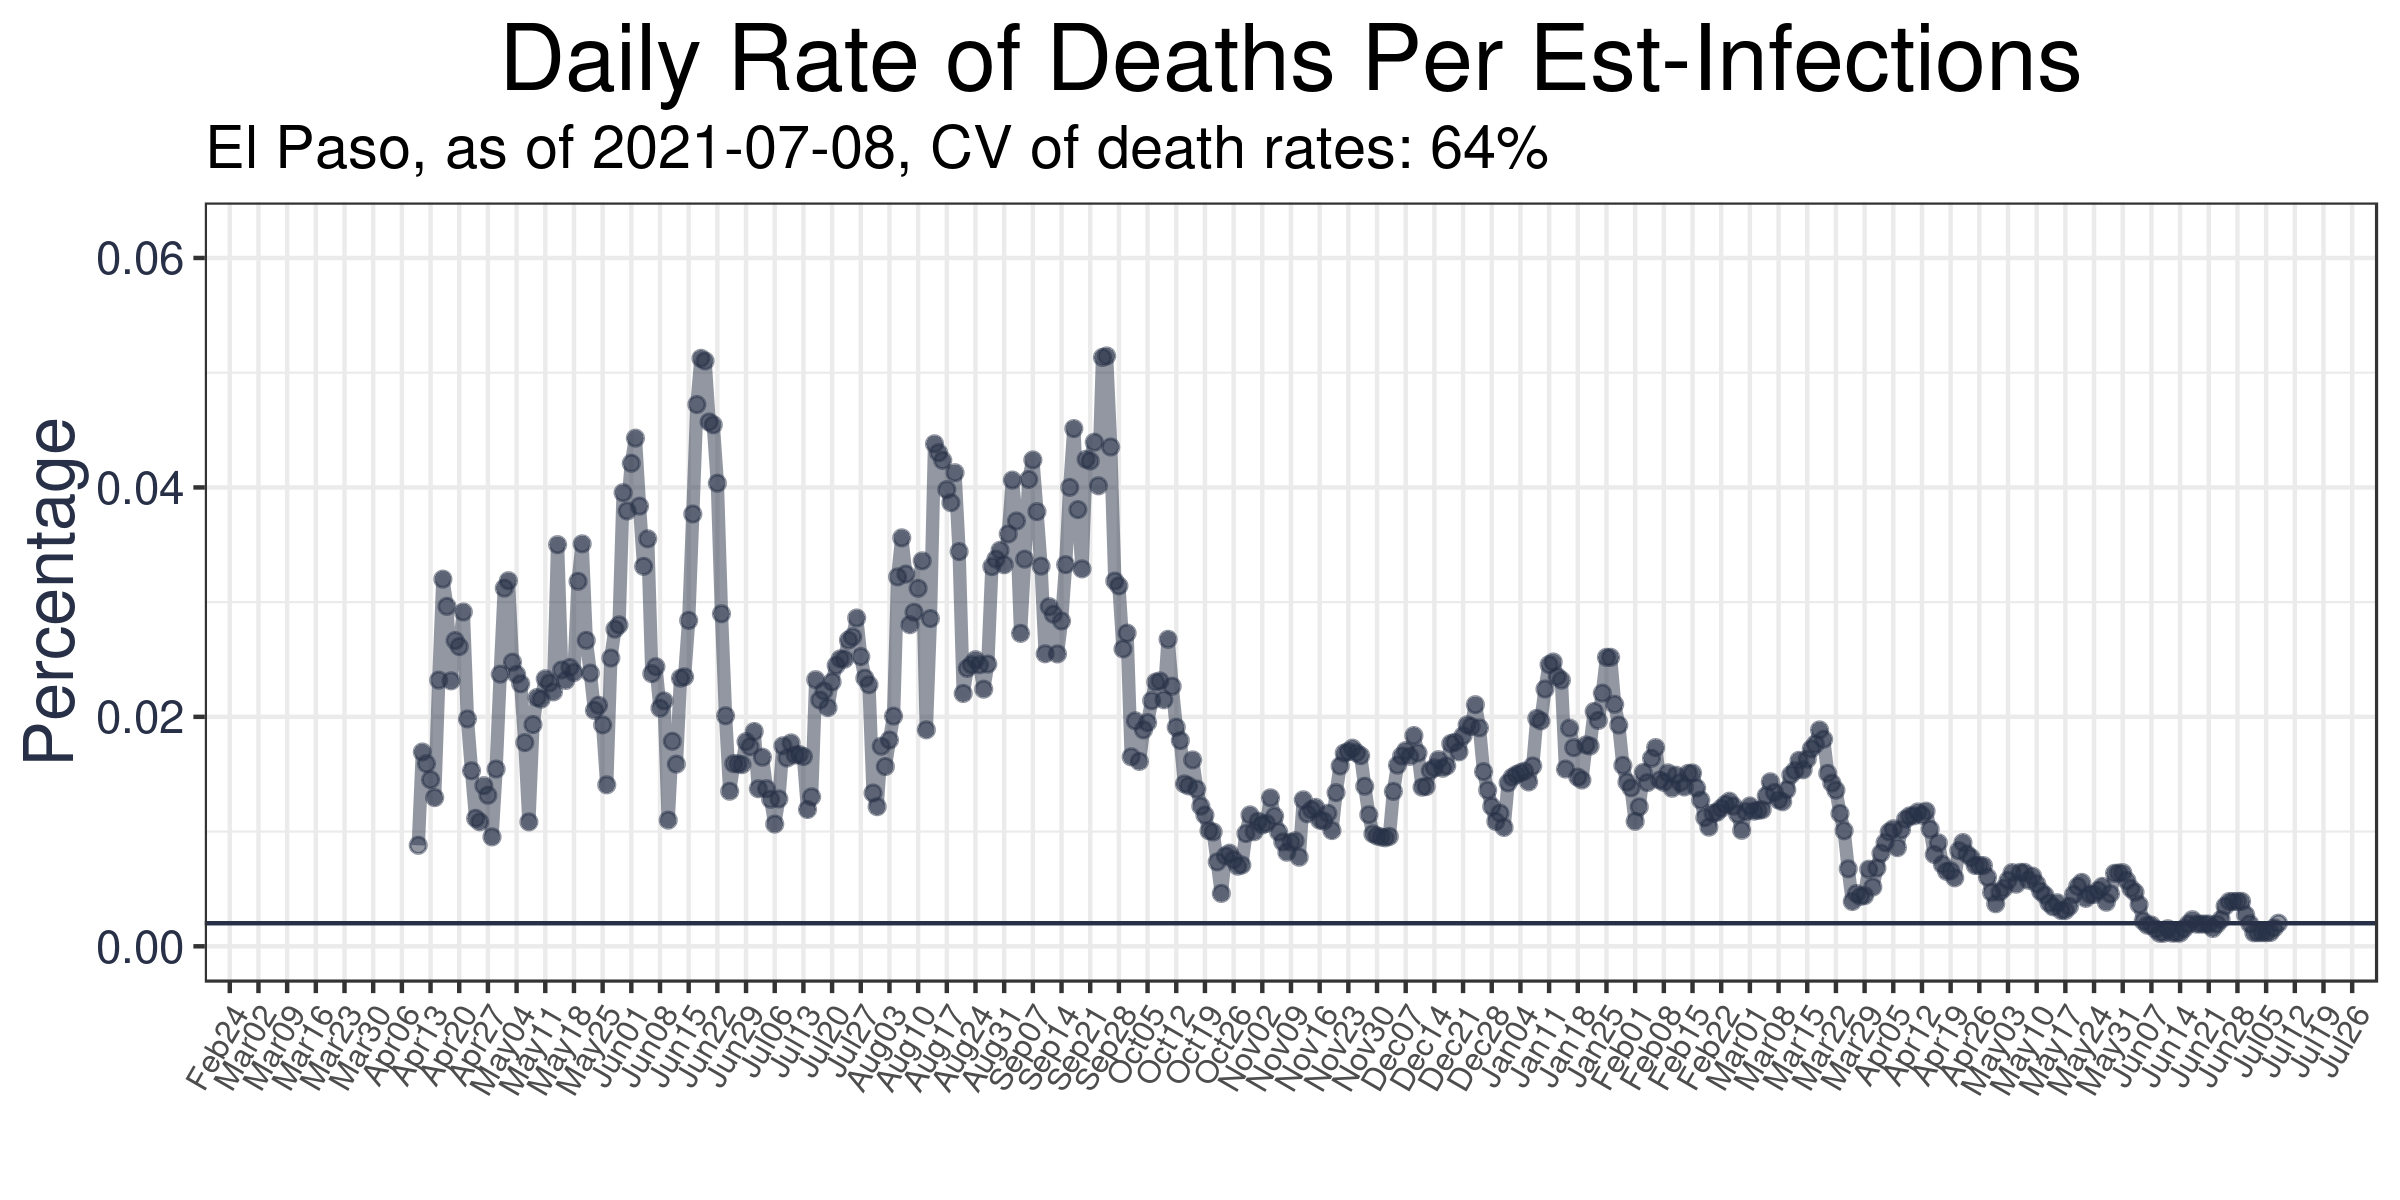 Daily Rate of Deaths Per Est-Infections
El Paso, as of 2021-07-08, CV of death rates: 64%
Percentage
0.06
0.04
0.02
0.00
Feb24 Mar02 Mar09 Mar16 Mar23 Mar30 Apr06 Apr13 Apr20 Apr27 May04 May11 May18 May25 Jun01 Jun08 Jun15 Jun22 Jun29 Jul06 Jul13 Jul20 Jul27 Aug03 Aug10 Aug17 Aug24 Aug31 Sep07 Sep14 Sep21 Sep28 Oct05 Oct12 Oct19 Oct26 Nov02 Nov09 Nov16 Nov23 Nov30 Dec07 Dec14 Dec21 Dec28 Jan04 Jan11 Jan18 Jan25 Feb01 Feb08 Feb15 Feb22 Mar01 Mar08 Mar15 Mar22 Mar29 Apr05 Apr12 Apr19 Apr26 May03 May10 May17 May24 May31 Jun07 Jun14 Jun21 Jun28 Jul05 Jul12 Jul19 Jul26